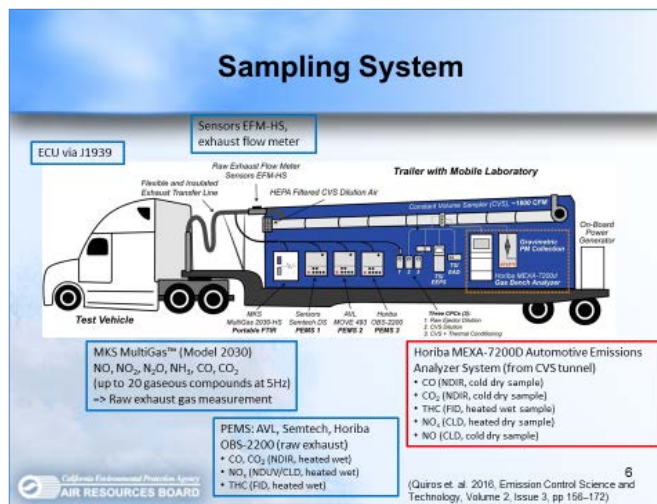 Sampling System
Sensors EFM-HS,
exhaust flow meter
ECU via J1939
Raw Exhaust Flow Meter
Sensors EFM-HS
Trailer with Mobile Laboratory
Flexible and Insulated
Exhaust Transfer Line
HEPA Filtered CVS Dilution Air
Constant Volume Sampler (CVS), ~1800 CFM
On-Board
Power
Generator
Gravimetric
PM Collection
Horiba MEXA-7200d
Gas Bench Analyzer
1 2 3
TSI
EEPS
TSI
EAD
Test Vehicle
MKS
MultiGas 2030-HS
Portable FTIR
Sensors
Semtech DS
PEMS 1
AVL
MOVE 493
PEMS 2
Horiba
OBS-2200
PEMS 3
Three CPCs (3):
1. Raw Ejector Dilution
2. CVS Dilution
3. CVS + Thermal Conditioning
MKS MultiGas™ (Model 2030)
NO, NO₂, N₂O, NH₃, CO, CO₂
(up to 20 gaseous compounds at 5Hz)
=> Raw exhaust gas measurement
PEMS: AVL, Semtech, Horiba
OBS-2200 (raw exhaust)
• CO, CO₂ (NDIR, heated wet)
• NOₓ (NDUV/CLD, heated wet)
• THC (FID, heated wet)
Horiba MEXA-7200D Automotive Emissions
Analyzer System (from CVS tunnel)
• CO (NDIR, cold dry sample)
• CO₂ (NDIR, cold dry sample)
• THC (FID, heated wet sample)
• NOₓ (CLD, heated dry sample)
• NO (CLD, cold dry sample)
6
(Quiros et. al. 2016, Emission Control Science and
Technology, Volume 2, Issue 3, pp 156–172)
California Environmental Protection Agency
AIR RESOURCES BOARD